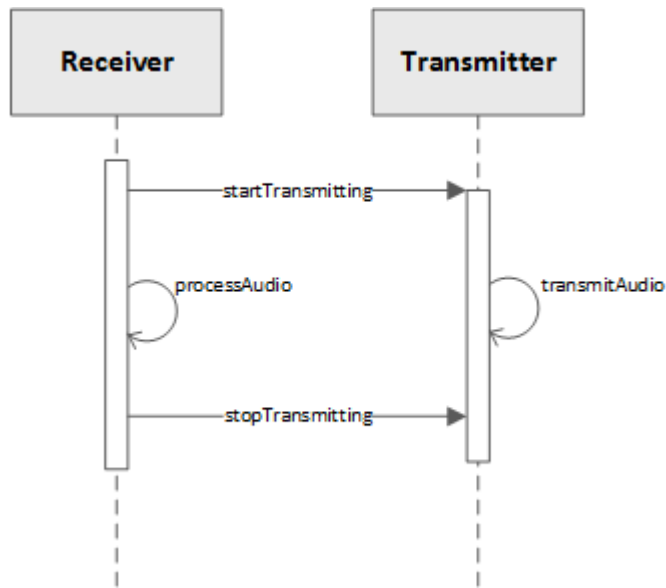 Receiver
Transmitter
startTransmitting
processAudio
transmitAudio
stopTransmitting